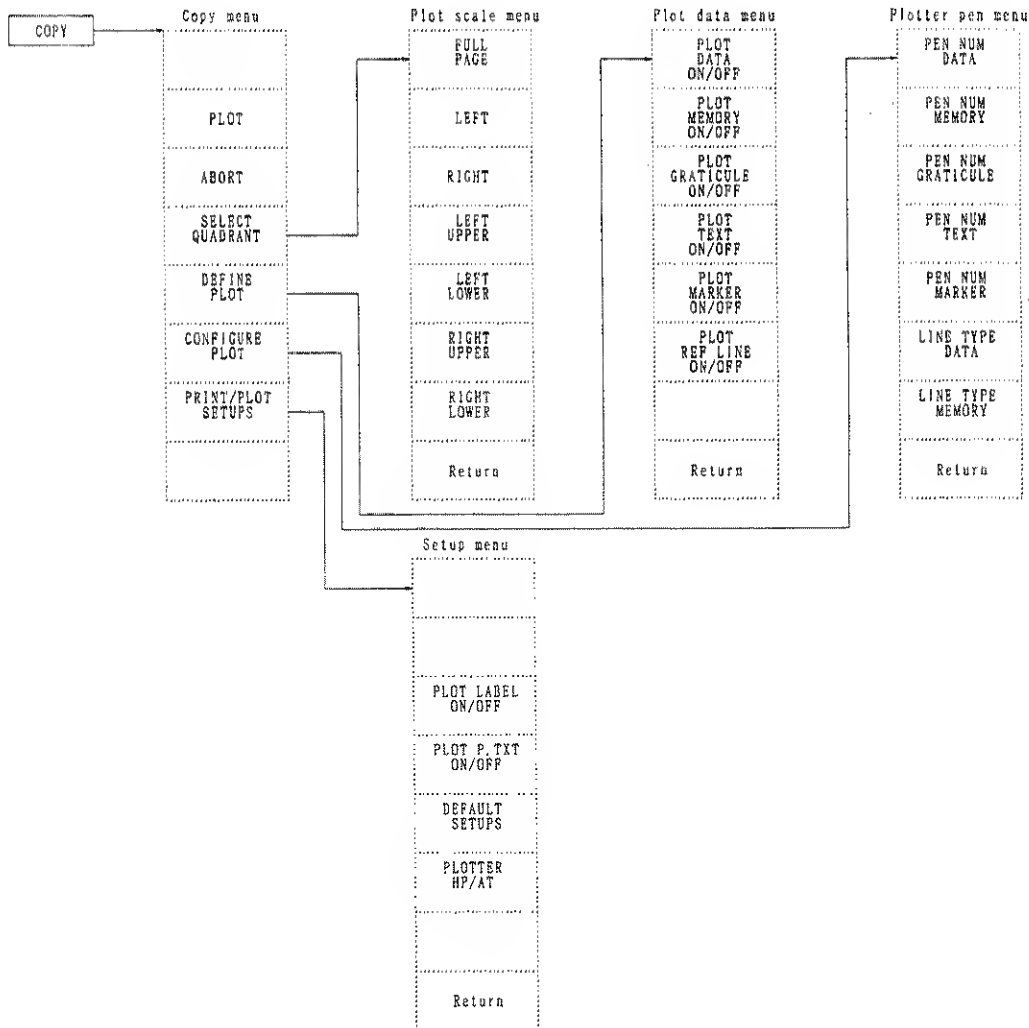 COPY
Copy menu
PLOT
ABORT
SELECT
QUADRANT
DEFINE
PLOT
CONFIGURE
PLOT
PRINT/PLOT
SETUPS
Plot scale menu
FULL
PAGE
LEFT
RIGHT
LEFT
UPPER
LEFT
LOWER
RIGHT
UPPER
RIGHT
LOWER
Return
Plot data menu
PLOT
DATA
ON/OFF
PLOT
MEMORY
ON/OFF
PLOT
GRATICULE
ON/OFF
PLOT
TEXT
ON/OFF
PLOT
MARKER
ON/OFF
PLOT
REF LINE
ON/OFF
Return
Plotter pen menu
PEN NUM
DATA
PEN NUM
MEMORY
PEN NUM
GRATICULE
PEN NUM
TEXT
PEN NUM
MARKER
LINE TYPE
DATA
LINE TYPE
MEMORY
Return
Setup menu
PLOT LABEL
ON/OFF
PLOT P.TXT
ON/OFF
DEFAULT
SETUPS
PLOTTER
HP/AT
Return